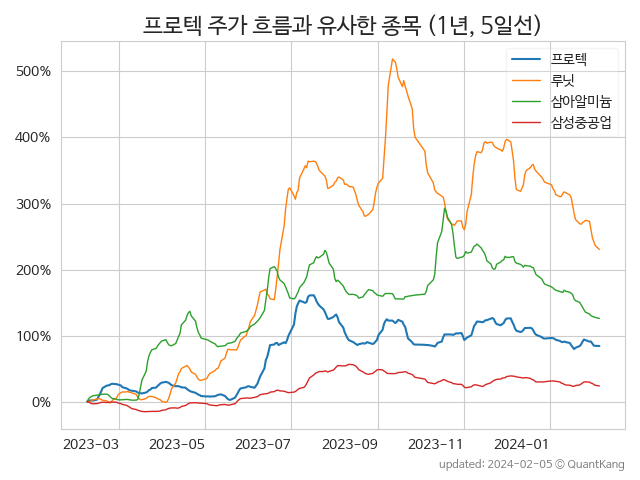 프로텍 주가 흐름과 유사한 종목 (1년, 5일선)
프로텍
루닛
삼아알미늄
삼성중공업
500%
400%
300%
200%
100%
0%
2023-03 2023-05 2023-07 2023-09 2023-11 2024-01
updated: 2024-02-05 © QuantKang